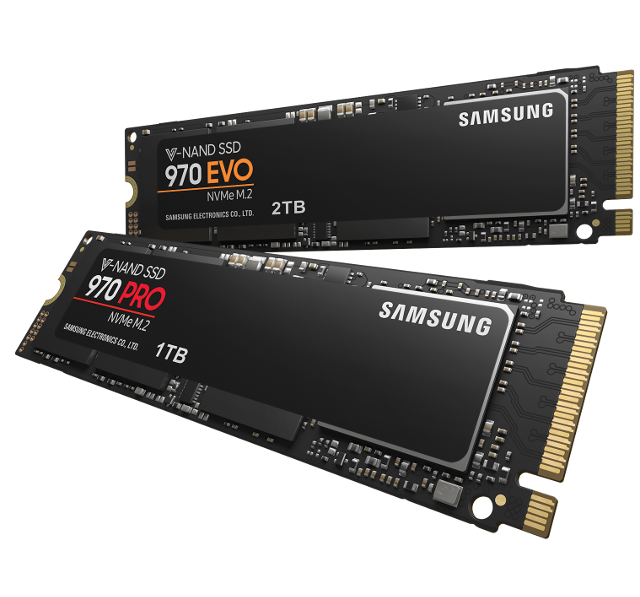 SAMSUNG
V-NAND SSD
970 EVO
NVMe M.2
SAMSUNG ELECTRONICS CO., LTD.
2TB
V-NAND SSD
970 PRO
NVMe M.2
SAMSUNG ELECTRONICS CO., LTD.
1TB
SAMSUNG